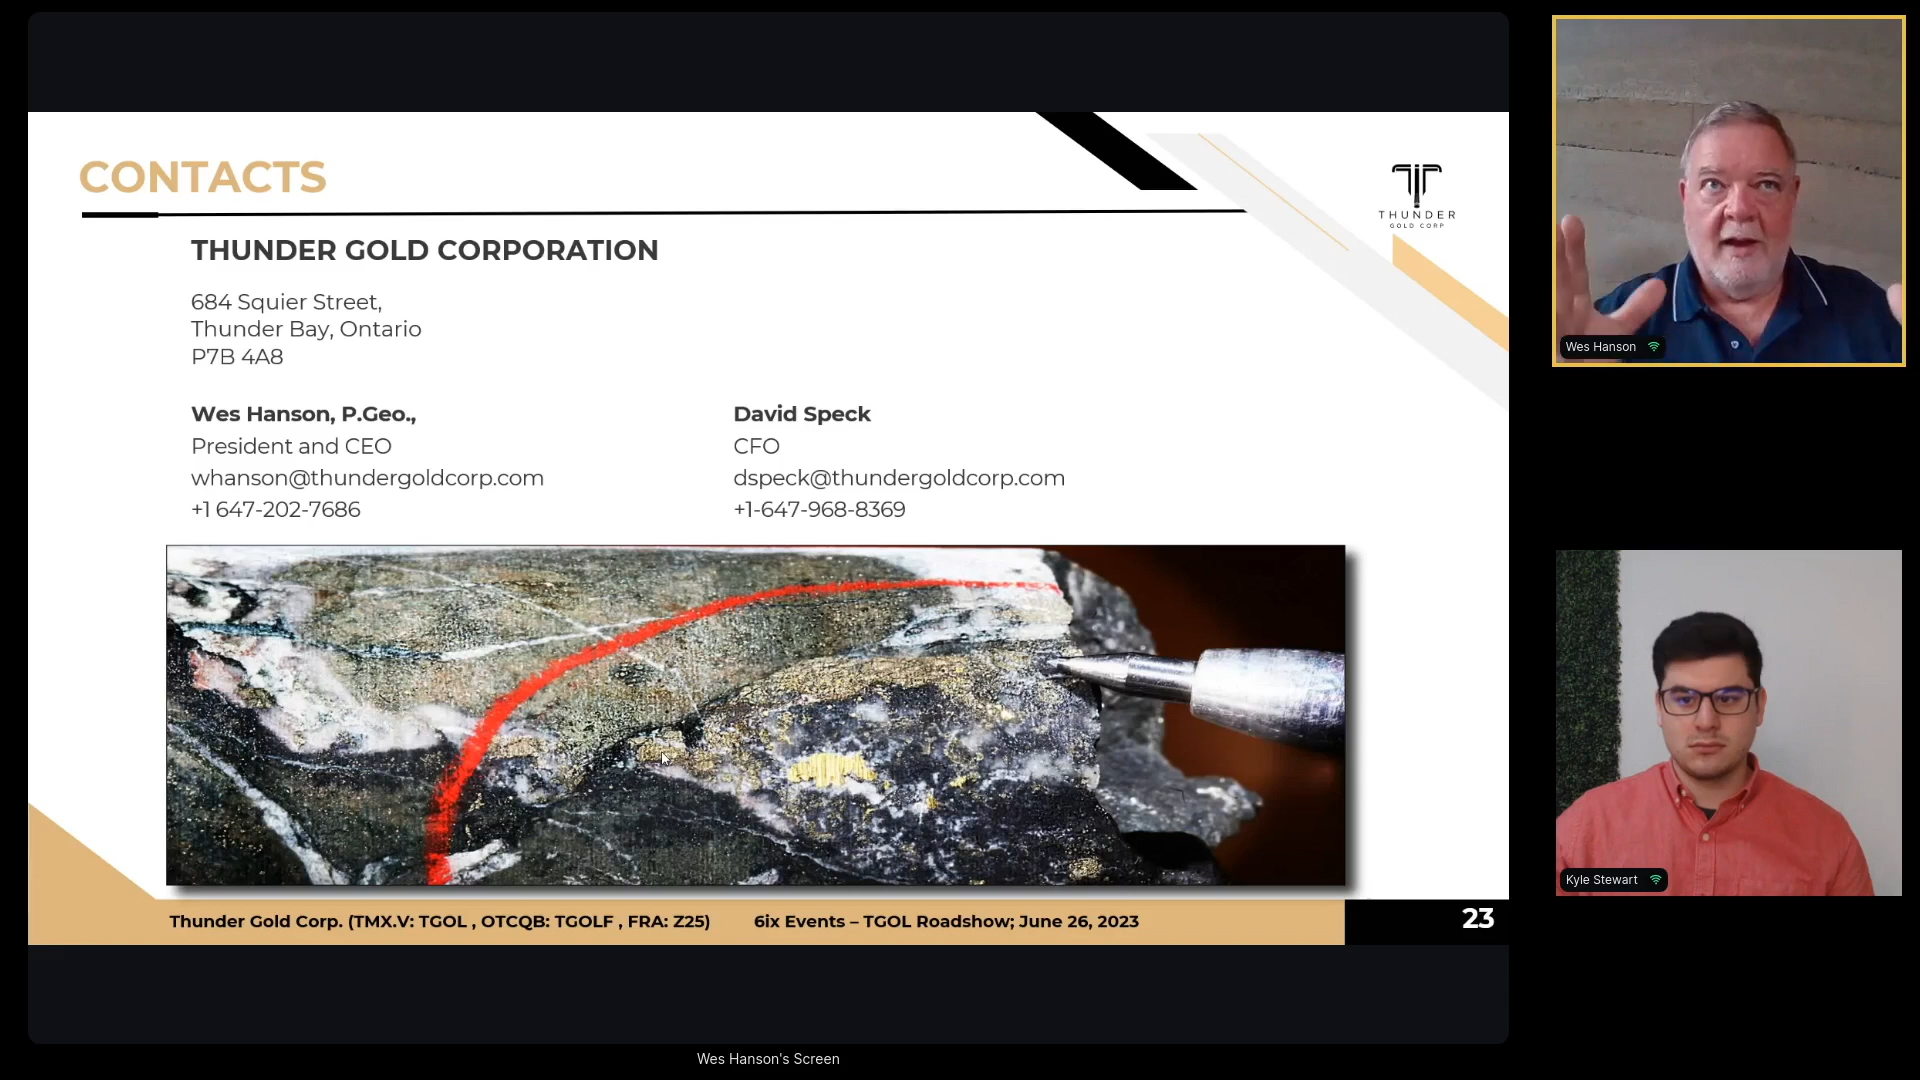 CONTACTS
THUNDER
GOLD CORP
THUNDER GOLD CORPORATION
684 Squier Street,
Thunder Bay, Ontario
P7B 4A8
Wes Hanson, P.Geo.,
President and CEO
whanson@thundergoldcorp.com
+1 647-202-7686
David Speck
CFO
dspeck@thundergoldcorp.com
+1-647-968-8369
Thunder Gold Corp. (TMX.V: TGOL , OTCQB: TGOLF , FRA: Z25)
6ix Events – TGOL Roadshow; June 26, 2023
23
Wes Hanson
Kyle Stewart
Wes Hanson's Screen